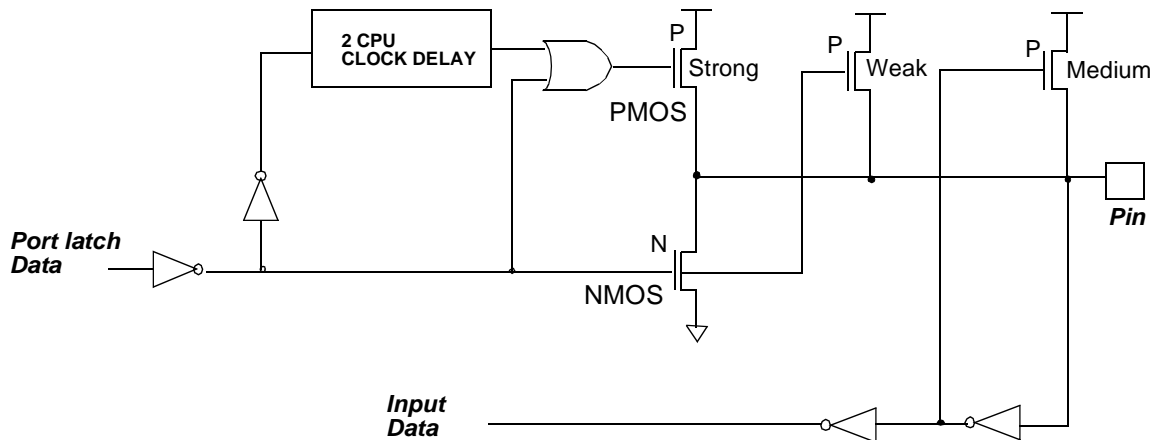 2 CPU
CLOCK DELAY
P
Strong
PMOS
P
Weak
P
Medium
Pin
Port latch
Data
N
NMOS
Input
Data